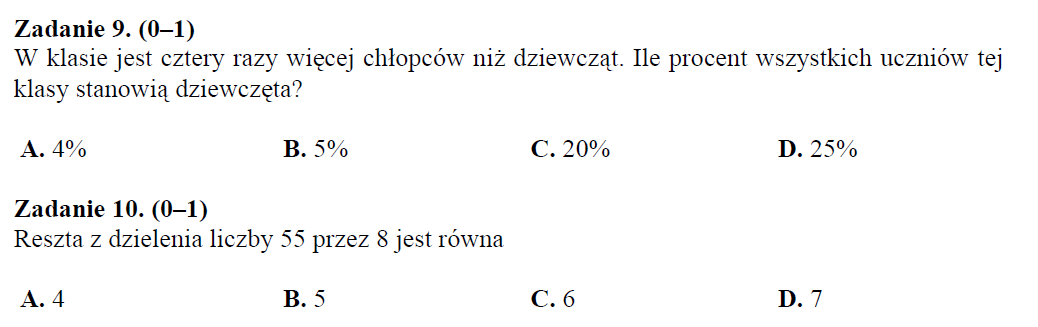 Zadanie 9. (0–1)
W klasie jest cztery razy więcej chłopców niż dziewcząt. Ile procent wszystkich uczniów tej
klasy stanowią dziewczęta?
A. 4% B. 5% C. 20% D. 25%
Zadanie 10. (0–1)
Reszta z dzielenia liczby 55 przez 8 jest równa
A. 4 B. 5 C. 6 D. 7